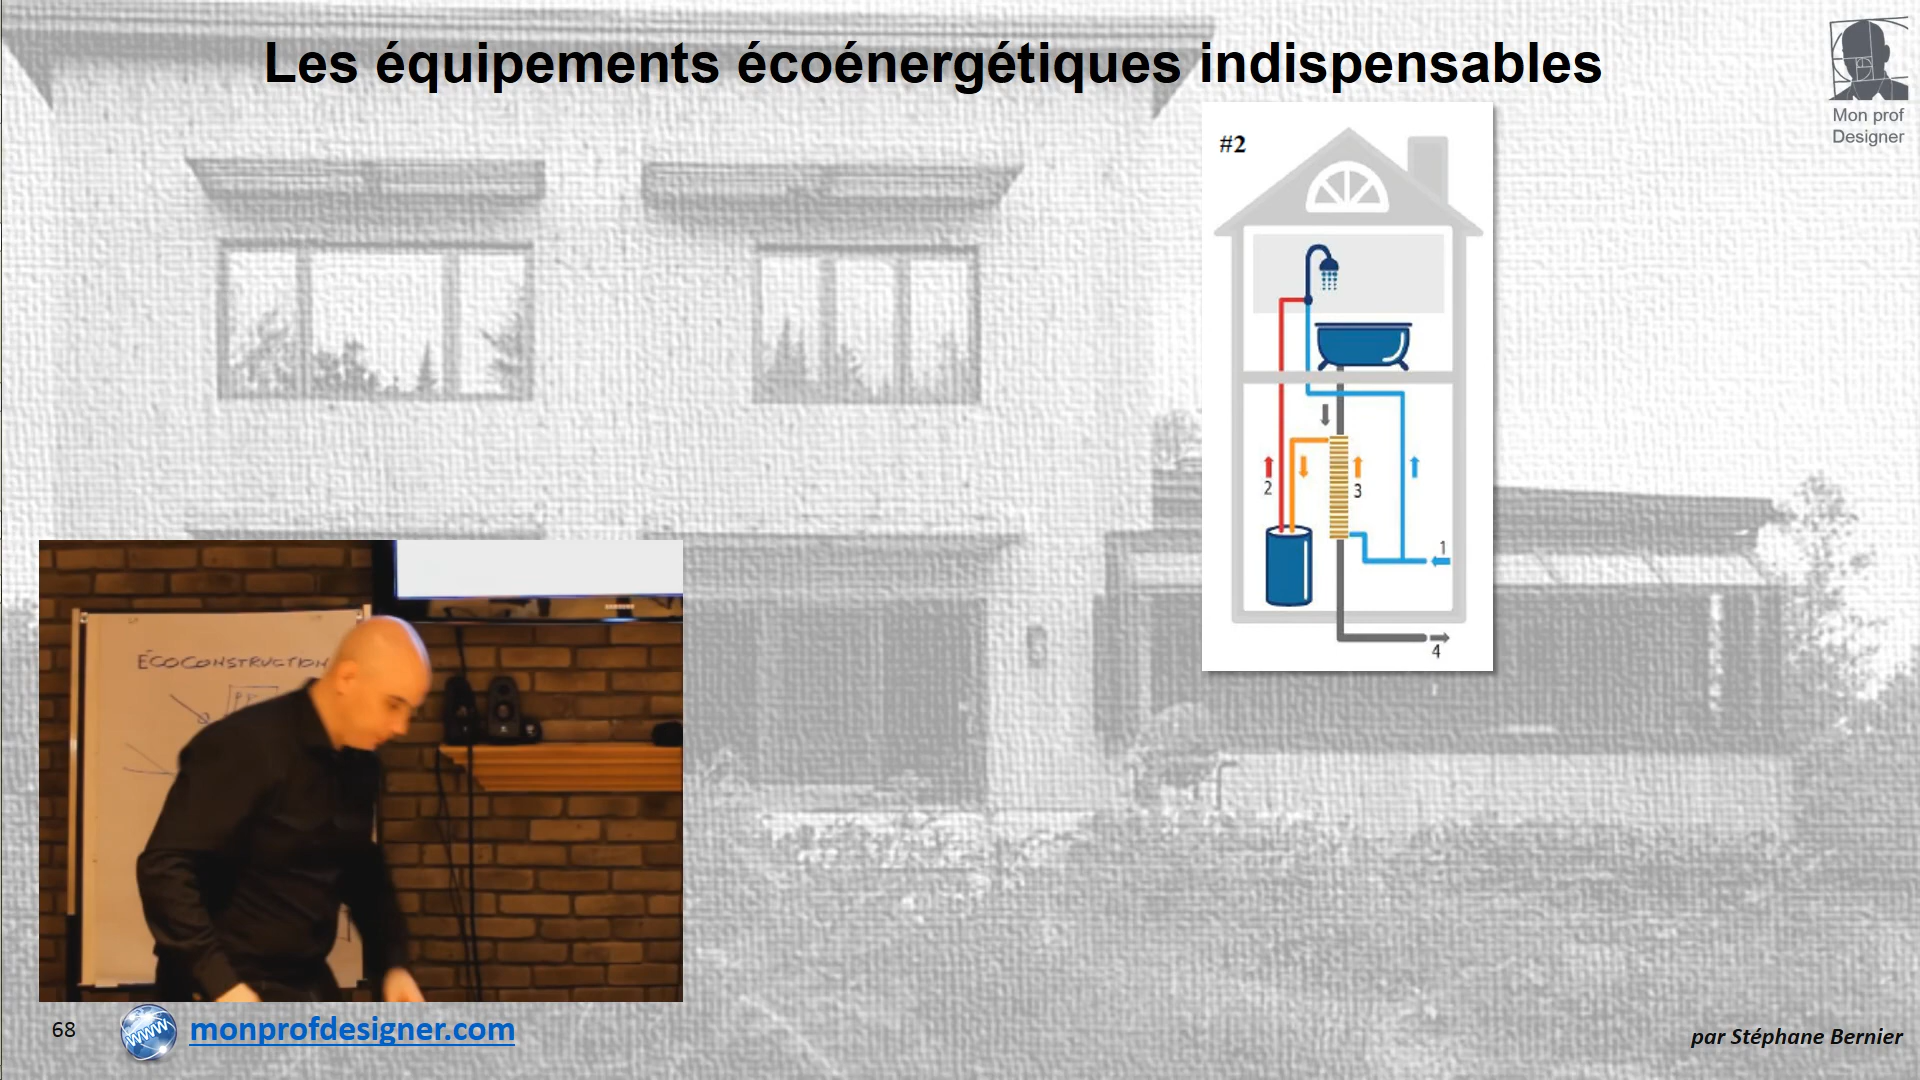 Les équipements écoénergétiques indispensables
Mon prof
Designer
#2
2
3
1
4
ÉCOCONSTRUCTION
68
www
monprofdesigner.com
par Stéphane Bernier